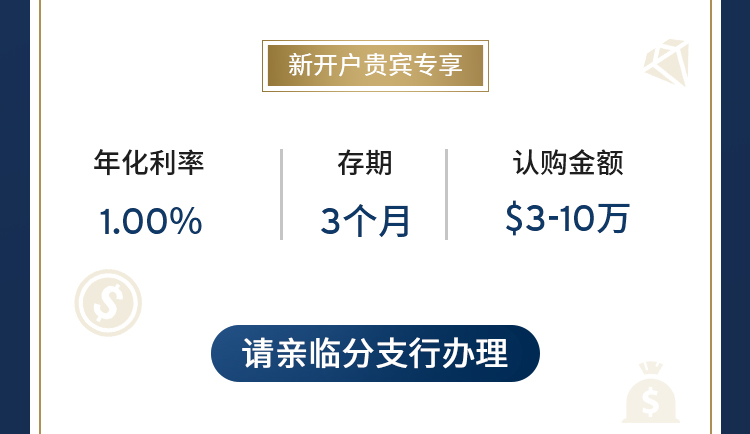 新开户贵宾专享
年化利率 存期 认购金额
1.00% 3个月 $3-10万
请亲临分支行办理